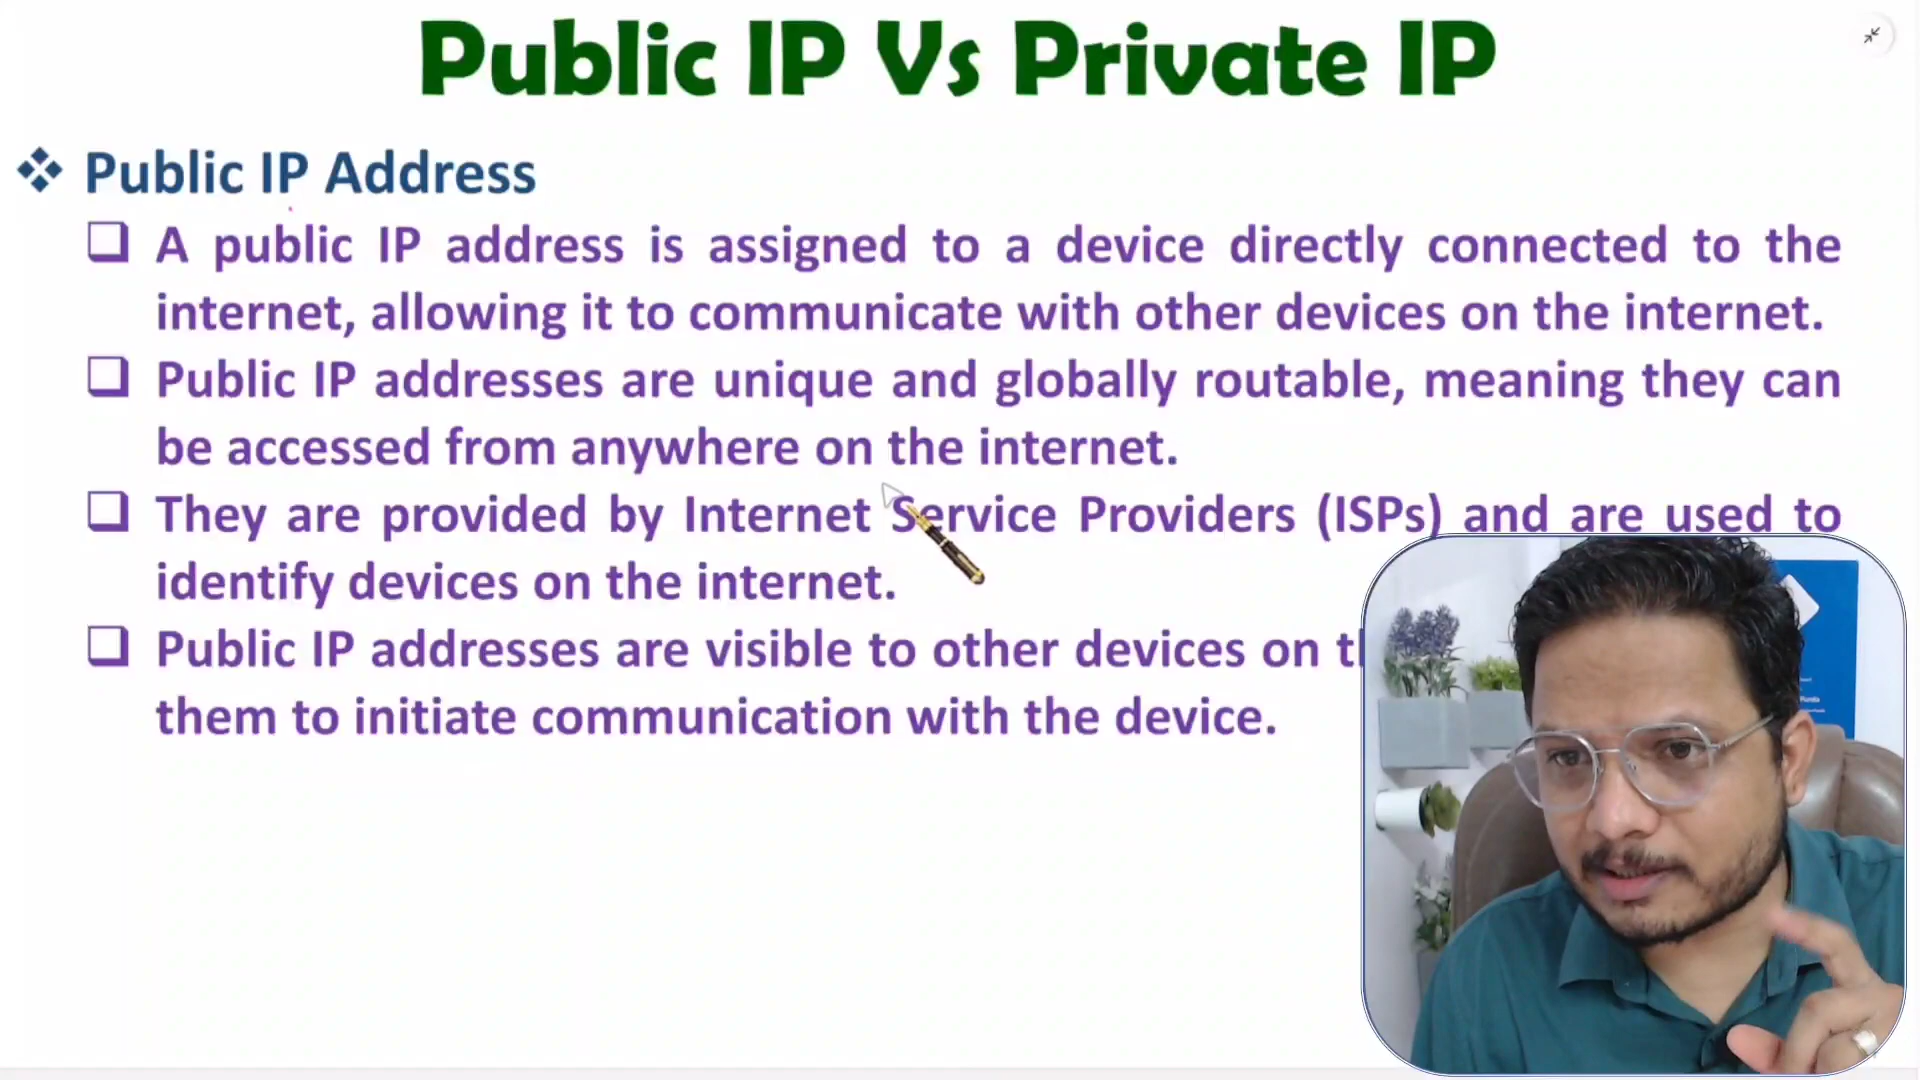 Public IP Vs Private IP
Public IP Address
A public IP address is assigned to a device directly connected to the
internet, allowing it to communicate with other devices on the internet.
Public IP addresses are unique and globally routable, meaning they can
be accessed from anywhere on the internet.
They are provided by Internet Service Providers (ISPs) and are used to
identify devices on the internet.
Public IP addresses are visible to other devices on
them to initiate communication with the device.